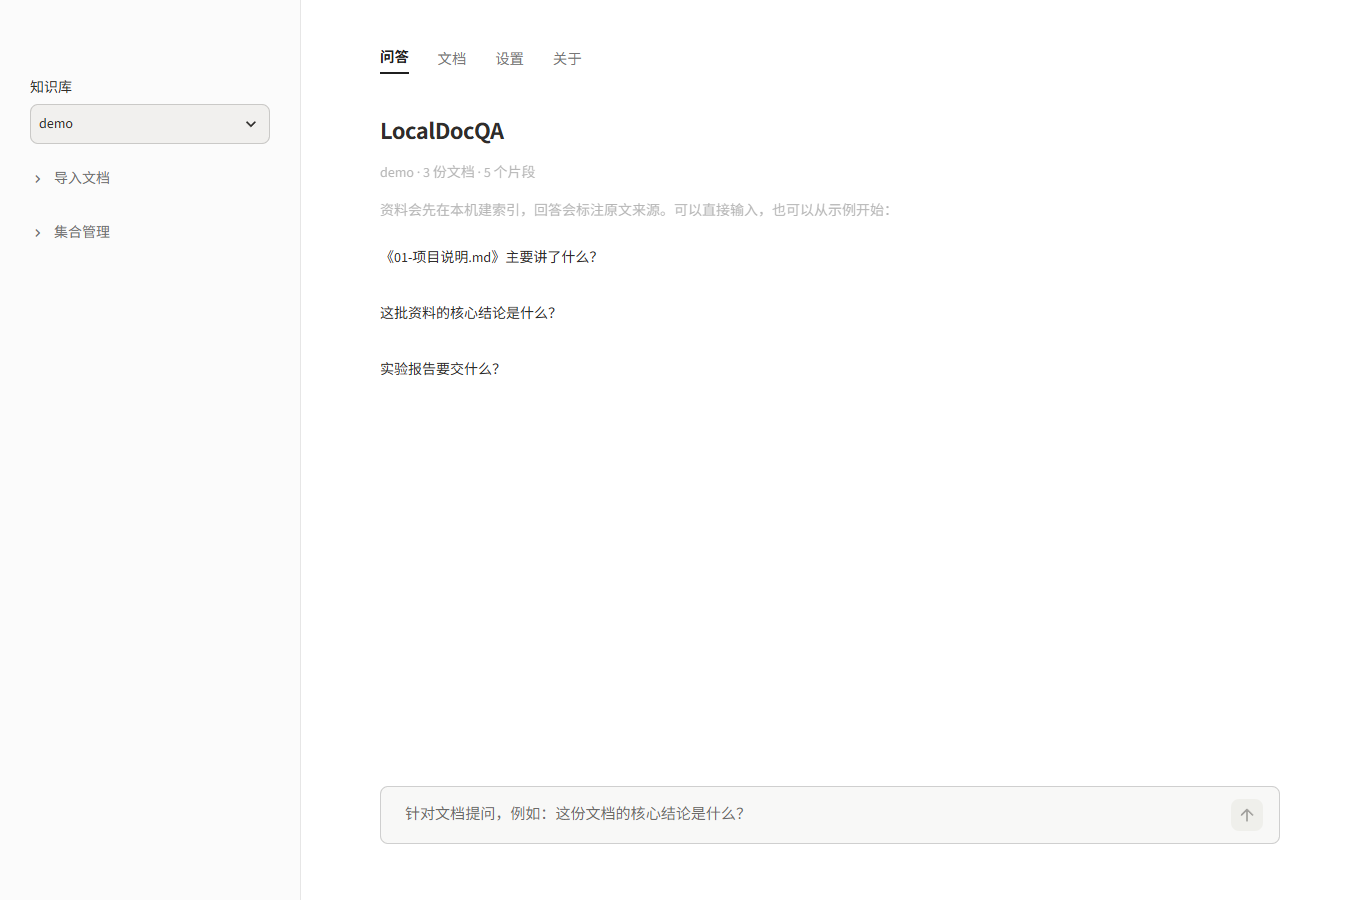 知识库
demo
导入文档
集合管理
问答 文档 设置 关于
LocalDocQA
demo · 3 份文档 · 5 个片段
资料会先在本机建索引，回答会标注原文来源。可以直接输入，也可以从示例开始：
《01-项目说明.md》主要讲了什么？
这批资料的核心结论是什么？
实验报告要交什么？
针对文档提问，例如：这份文档的核心结论是什么？